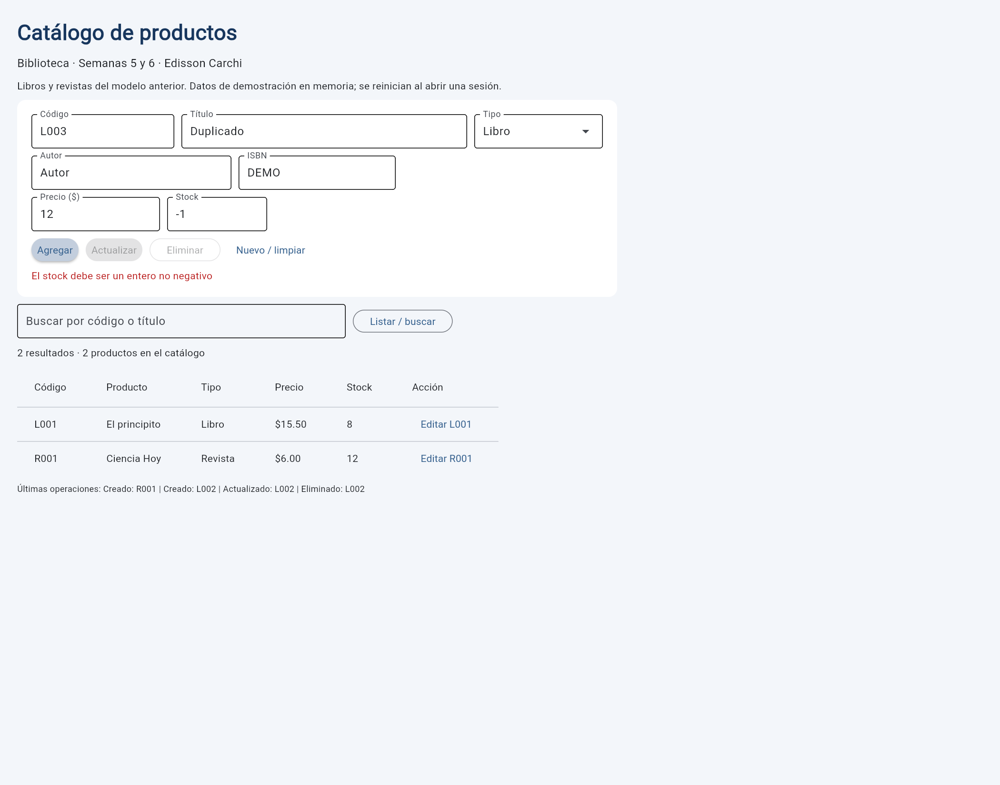 Catálogo de productos
Biblioteca · Semanas 5 y 6 · Edisson Carchi
Libros y revistas del modelo anterior. Datos de demostración en memoria; se reinician al abrir una sesión.
Código Título Tipo
L003 Duplicado Libro
Autor ISBN
Autor DEMO
Precio ($) Stock
12 -1
Agregar Actualizar Eliminar Nuevo / limpiar
El stock debe ser un entero no negativo
Buscar por código o título Listar / buscar
2 resultados · 2 productos en el catálogo
Código Producto Tipo Precio Stock Acción
L001 El principito Libro $15.50 8 Editar L001
R001 Ciencia Hoy Revista $6.00 12 Editar R001
Últimas operaciones: Creado: R001 | Creado: L002 | Actualizado: L002 | Eliminado: L002